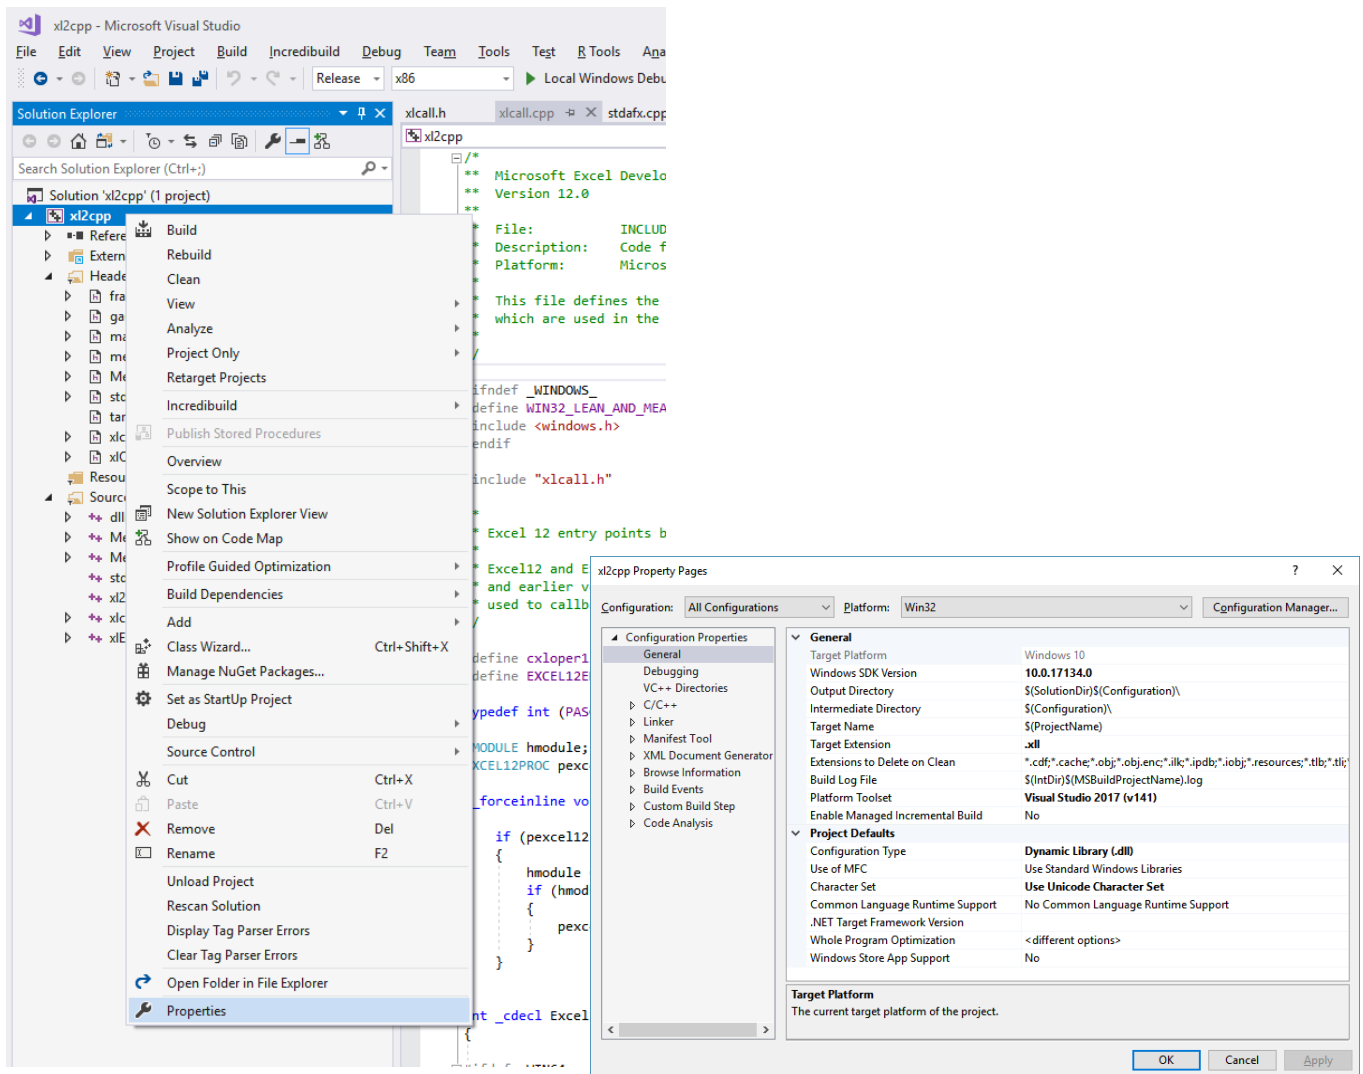 xl2cpp - Microsoft Visual Studio
File Edit View Project Build Incredibuild Debug Team Tools Test R Tools Ana
Release x86 Local Windows Debu
Solution Explorer
Search Solution Explorer (Ctrl+;)
Solution 'xl2cpp' (1 project)
xl2cpp
Refere
Extern
Heade
fra
ga
ma
me
Me
std
tar
xlc
xlC
Resou
Sourc
dll
Me
Me
std
xl2
xlc
xlE
Build
Rebuild
Clean
View
Analyze
Project Only
Retarget Projects
Incredibuild
Publish Stored Procedures
Overview
Scope to This
New Solution Explorer View
Show on Code Map
Profile Guided Optimization
Build Dependencies
Add
Class Wizard... Ctrl+Shift+X
Manage NuGet Packages...
Set as StartUp Project
Debug
Source Control
Cut Ctrl+X
Paste Ctrl+V
Remove Del
Rename F2
Unload Project
Rescan Solution
Display Tag Parser Errors
Clear Tag Parser Errors
Open Folder in File Explorer
Properties
xlcall.h xlcall.cpp stdafx.cpp
xl2cpp
/*
** Microsoft Excel Develo
** Version 12.0
**
* File: INCLUD
* Description: Code f
* Platform: Micros
*
* This file defines the
* which are used in the
*
/
ifndef _WINDOWS_
define WIN32_LEAN_AND_MEA
include <windows.h>
endif
include "xlcall.h"
*
* Excel 12 entry points b
*
* Excel12 and E
* and earlier v
* used to callb
/
define cxloper1
define EXCEL12E
ypedef int (PAS
MODULE hmodule;
XCEL12PROC pexc
_forceinline vo
if (pexcel12
{
hmodule
if (hmod
{
pexc
}
}
nt _cdecl Excel
{
xl2cpp Property Pages ?
Configuration: All Configurations Platform: Win32 Configuration Manager...
Configuration Properties
General
Debugging
VC++ Directories
C/C++
Linker
Manifest Tool
XML Document Generator
Browse Information
Build Events
Custom Build Step
Code Analysis
General
Target Platform Windows 10
Windows SDK Version 10.0.17134.0
Output Directory $(SolutionDir)$(Configuration)\
Intermediate Directory $(Configuration)\
Target Name $(ProjectName)
Target Extension .xll
Extensions to Delete on Clean *.cdf;*.cache;*.obj;*.obj.enc;*.ilk;*.ipdb;*.iobj;*.resources;*.tlb;*.tli;*
Build Log File $(IntDir)$(MSBuildProjectName).log
Platform Toolset Visual Studio 2017 (v141)
Enable Managed Incremental Build No
Project Defaults
Configuration Type Dynamic Library (.dll)
Use of MFC Use Standard Windows Libraries
Character Set Use Unicode Character Set
Common Language Runtime Support No Common Language Runtime Support
.NET Target Framework Version
Whole Program Optimization <different options>
Windows Store App Support No
Target Platform
The current target platform of the project.
OK Cancel Apply